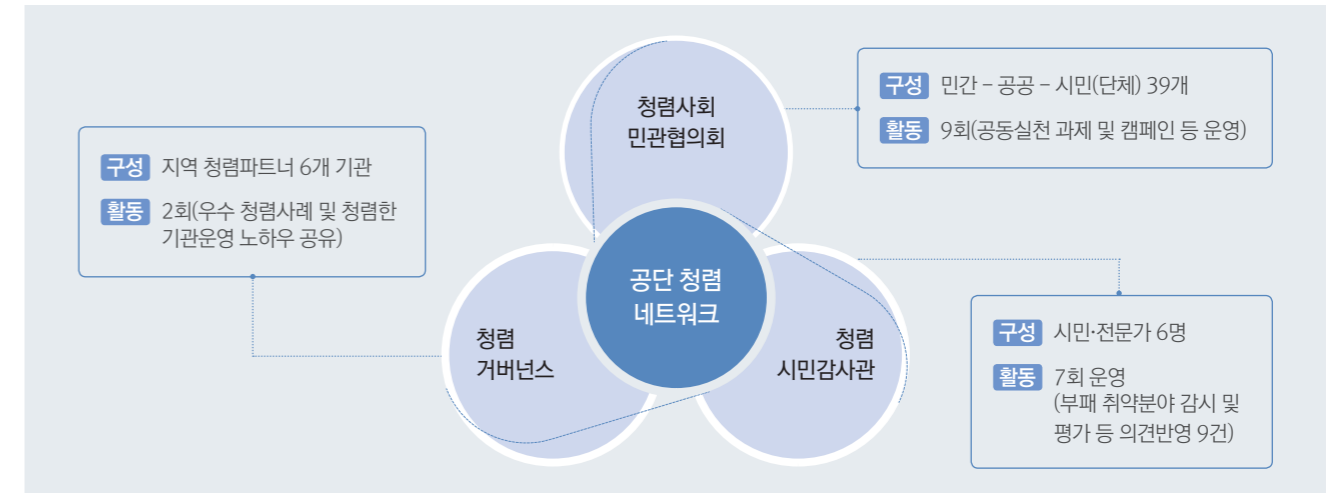 청렴사회
민관협의회
구성 민간 – 공공 – 시민(단체) 39개
활동 9회(공동실천 과제 및 캠페인 등 운영)
구성 지역 청렴파트너 6개 기관
활동 2회(우수 청렴사례 및 청렴한
기관운영 노하우 공유)
공단 청렴
네트워크
청렴
거버넌스
청렴
시민감사관
구성 시민·전문가 6명
활동 7회 운영
(부패 취약분야 감시 및
평가 등 의견반영 9건)